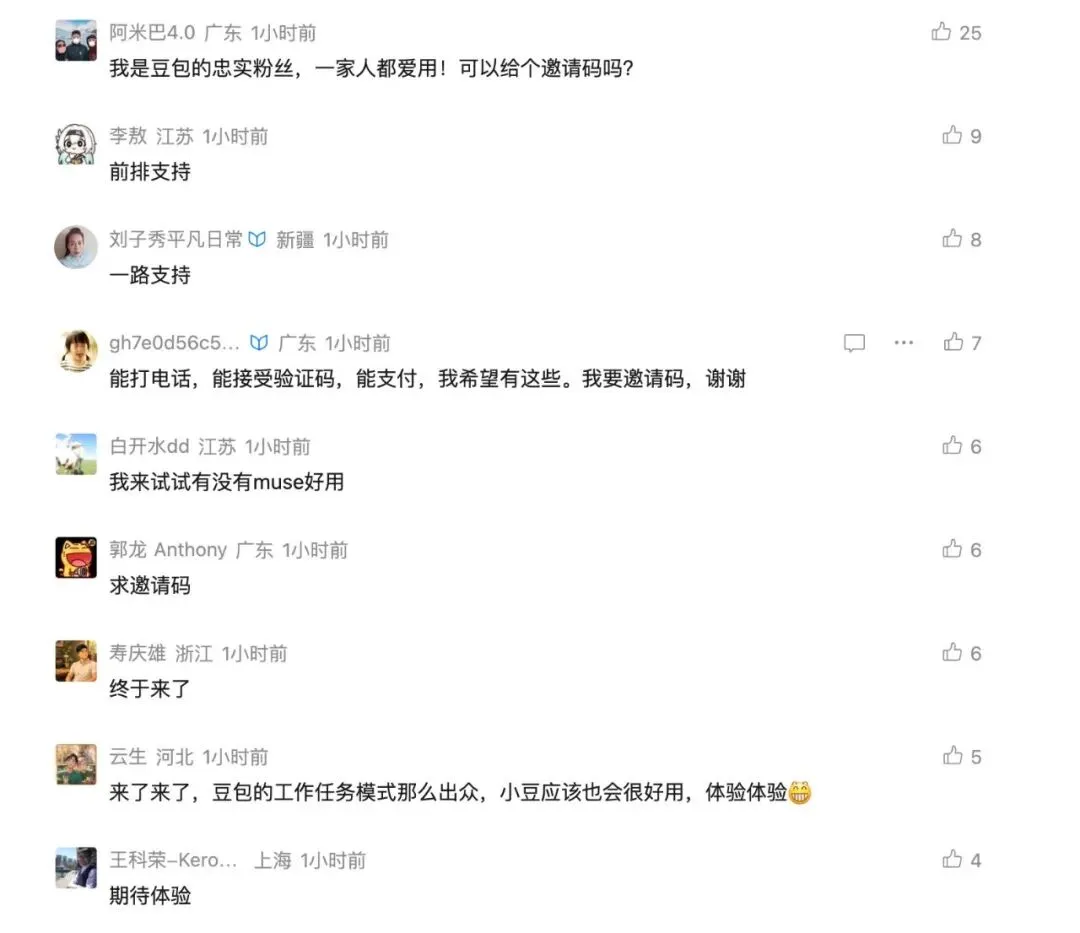 阿米巴4.0 广东 1小时前 25
我是豆包的忠实粉丝，一家人都爱用！可以给个邀请码吗？
李敖 江苏 1小时前 9
前排支持
刘子秀平凡日常 新疆 1小时前 8
一路支持
gh7e0d56c5... 广东 1小时前 7
能打电话，能接受验证码，能支付，我希望有这些。我要邀请码，谢谢
白开水dd 江苏 1小时前 6
我来试试有没有muse好用
郭龙 Anthony 广东 1小时前 6
求邀请码
寿庆雄 浙江 1小时前 6
终于来了
云生 河北 1小时前 5
来了来了，豆包的工作任务模式那么出众，小豆应该也会很好用，体验体验😁
王科荣–Kero... 上海 1小时前 4
期待体验